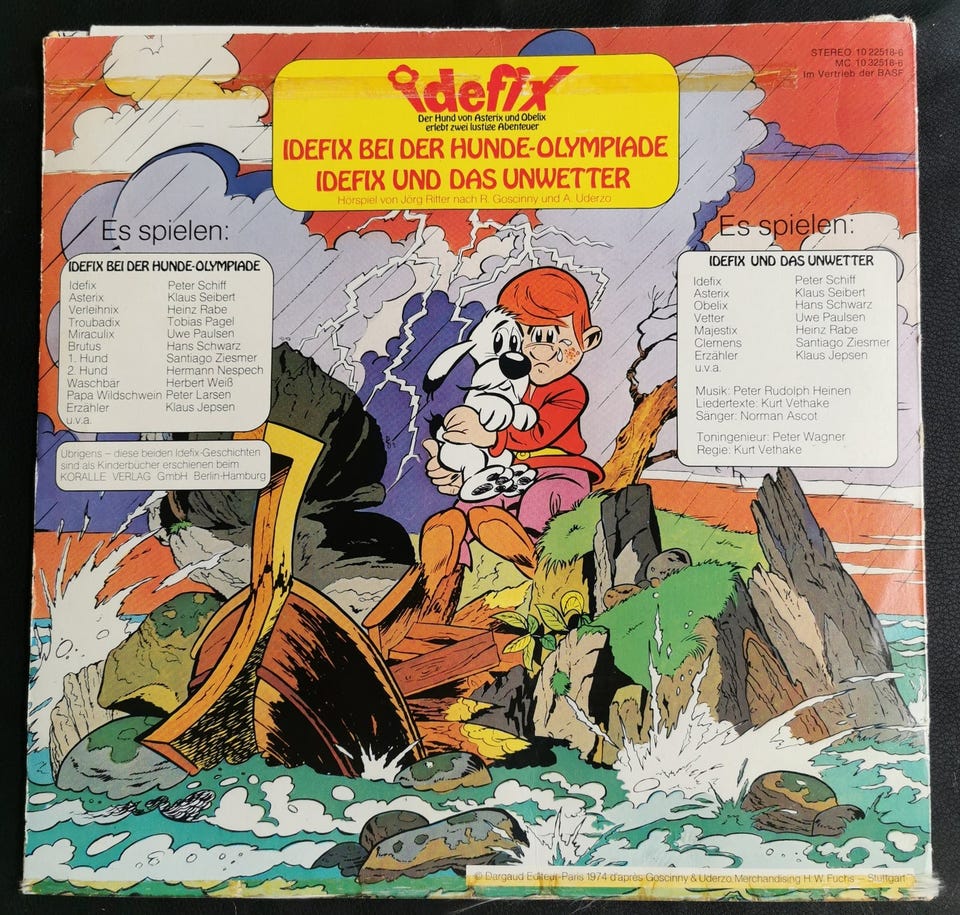 STEREO 10 22518-6
MC 10 32518-6
Im Vertrieb der BASF
idefix
Der Hund von Asterix und Obelix
erlebt zwei lustige Abenteuer
IDEFIX BEI DER HUNDE-OLYMPIADE
IDEFIX UND DAS UNWETTER
Hörspiel von Jörg Ritter nach R. Goscinny und A. Uderzo
Es spielen:
IDEFIX BEI DER HUNDE-OLYMPIADE
Idefix Peter Schiff
Asterix Klaus Seibert
Verleihnix Heinz Rabe
Troubadix Tobias Pagel
Miraculix Uwe Paulsen
Brutus Hans Schwarz
1. Hund Santiago Ziesmer
2. Hund Hermann Nespech
Waschbär Herbert Weiß
Papa Wildschwein Peter Larsen
Erzähler Klaus Jepsen
u.v.a.
Übrigens – diese beiden Idefix-Geschichten
sind als Kinderbücher erschienen beim
KORALLE VERLAG GmbH Berlin-Hamburg
Es spielen:
IDEFIX UND DAS UNWETTER
Idefix Peter Schiff
Asterix Klaus Seibert
Obelix Hans Schwarz
Vetter Uwe Paulsen
Majestix Heinz Rabe
Clemens Santiago Ziesmer
Erzähler Klaus Jepsen
u.v.a.
Musik: Peter Rudolph Heinen
Liedertexte: Kurt Vethake
Sänger: Norman Ascot
Toningenieur: Peter Wagner
Regie: Kurt Vethake
© Dargaud Editeur-Paris 1974 d'après Goscinny & Uderzo, Merchandising H. W. Fuchs – Stuttgart